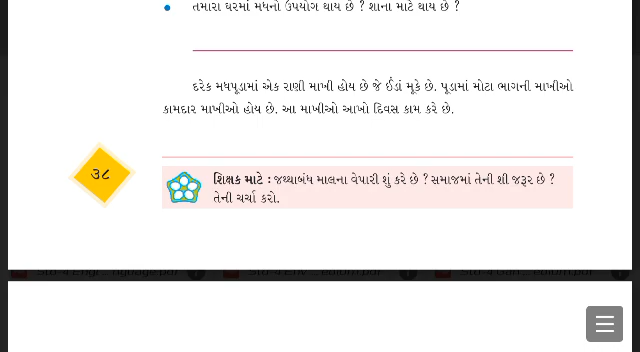 • તમારા ઘરમાં મધનો ઉપયોગ થાય છે ? શાના માટે થાય છે ?
દરેક મધપૂડામાં એક રાણી માખી હોય છે જે ઈંડાં મૂકે છે. પૂડામાં મોટા ભાગની માખીઓ
કામદાર માખીઓ હોય છે. આ માખીઓ આખો દિવસ કામ કરે છે.
૩૮
શિક્ષક માટે : જથ્થાબંધ માલના વેપારી શું કરે છે ? સમાજમાં તેની શી જરૂર છે ?
તેની ચર્ચા કરો.